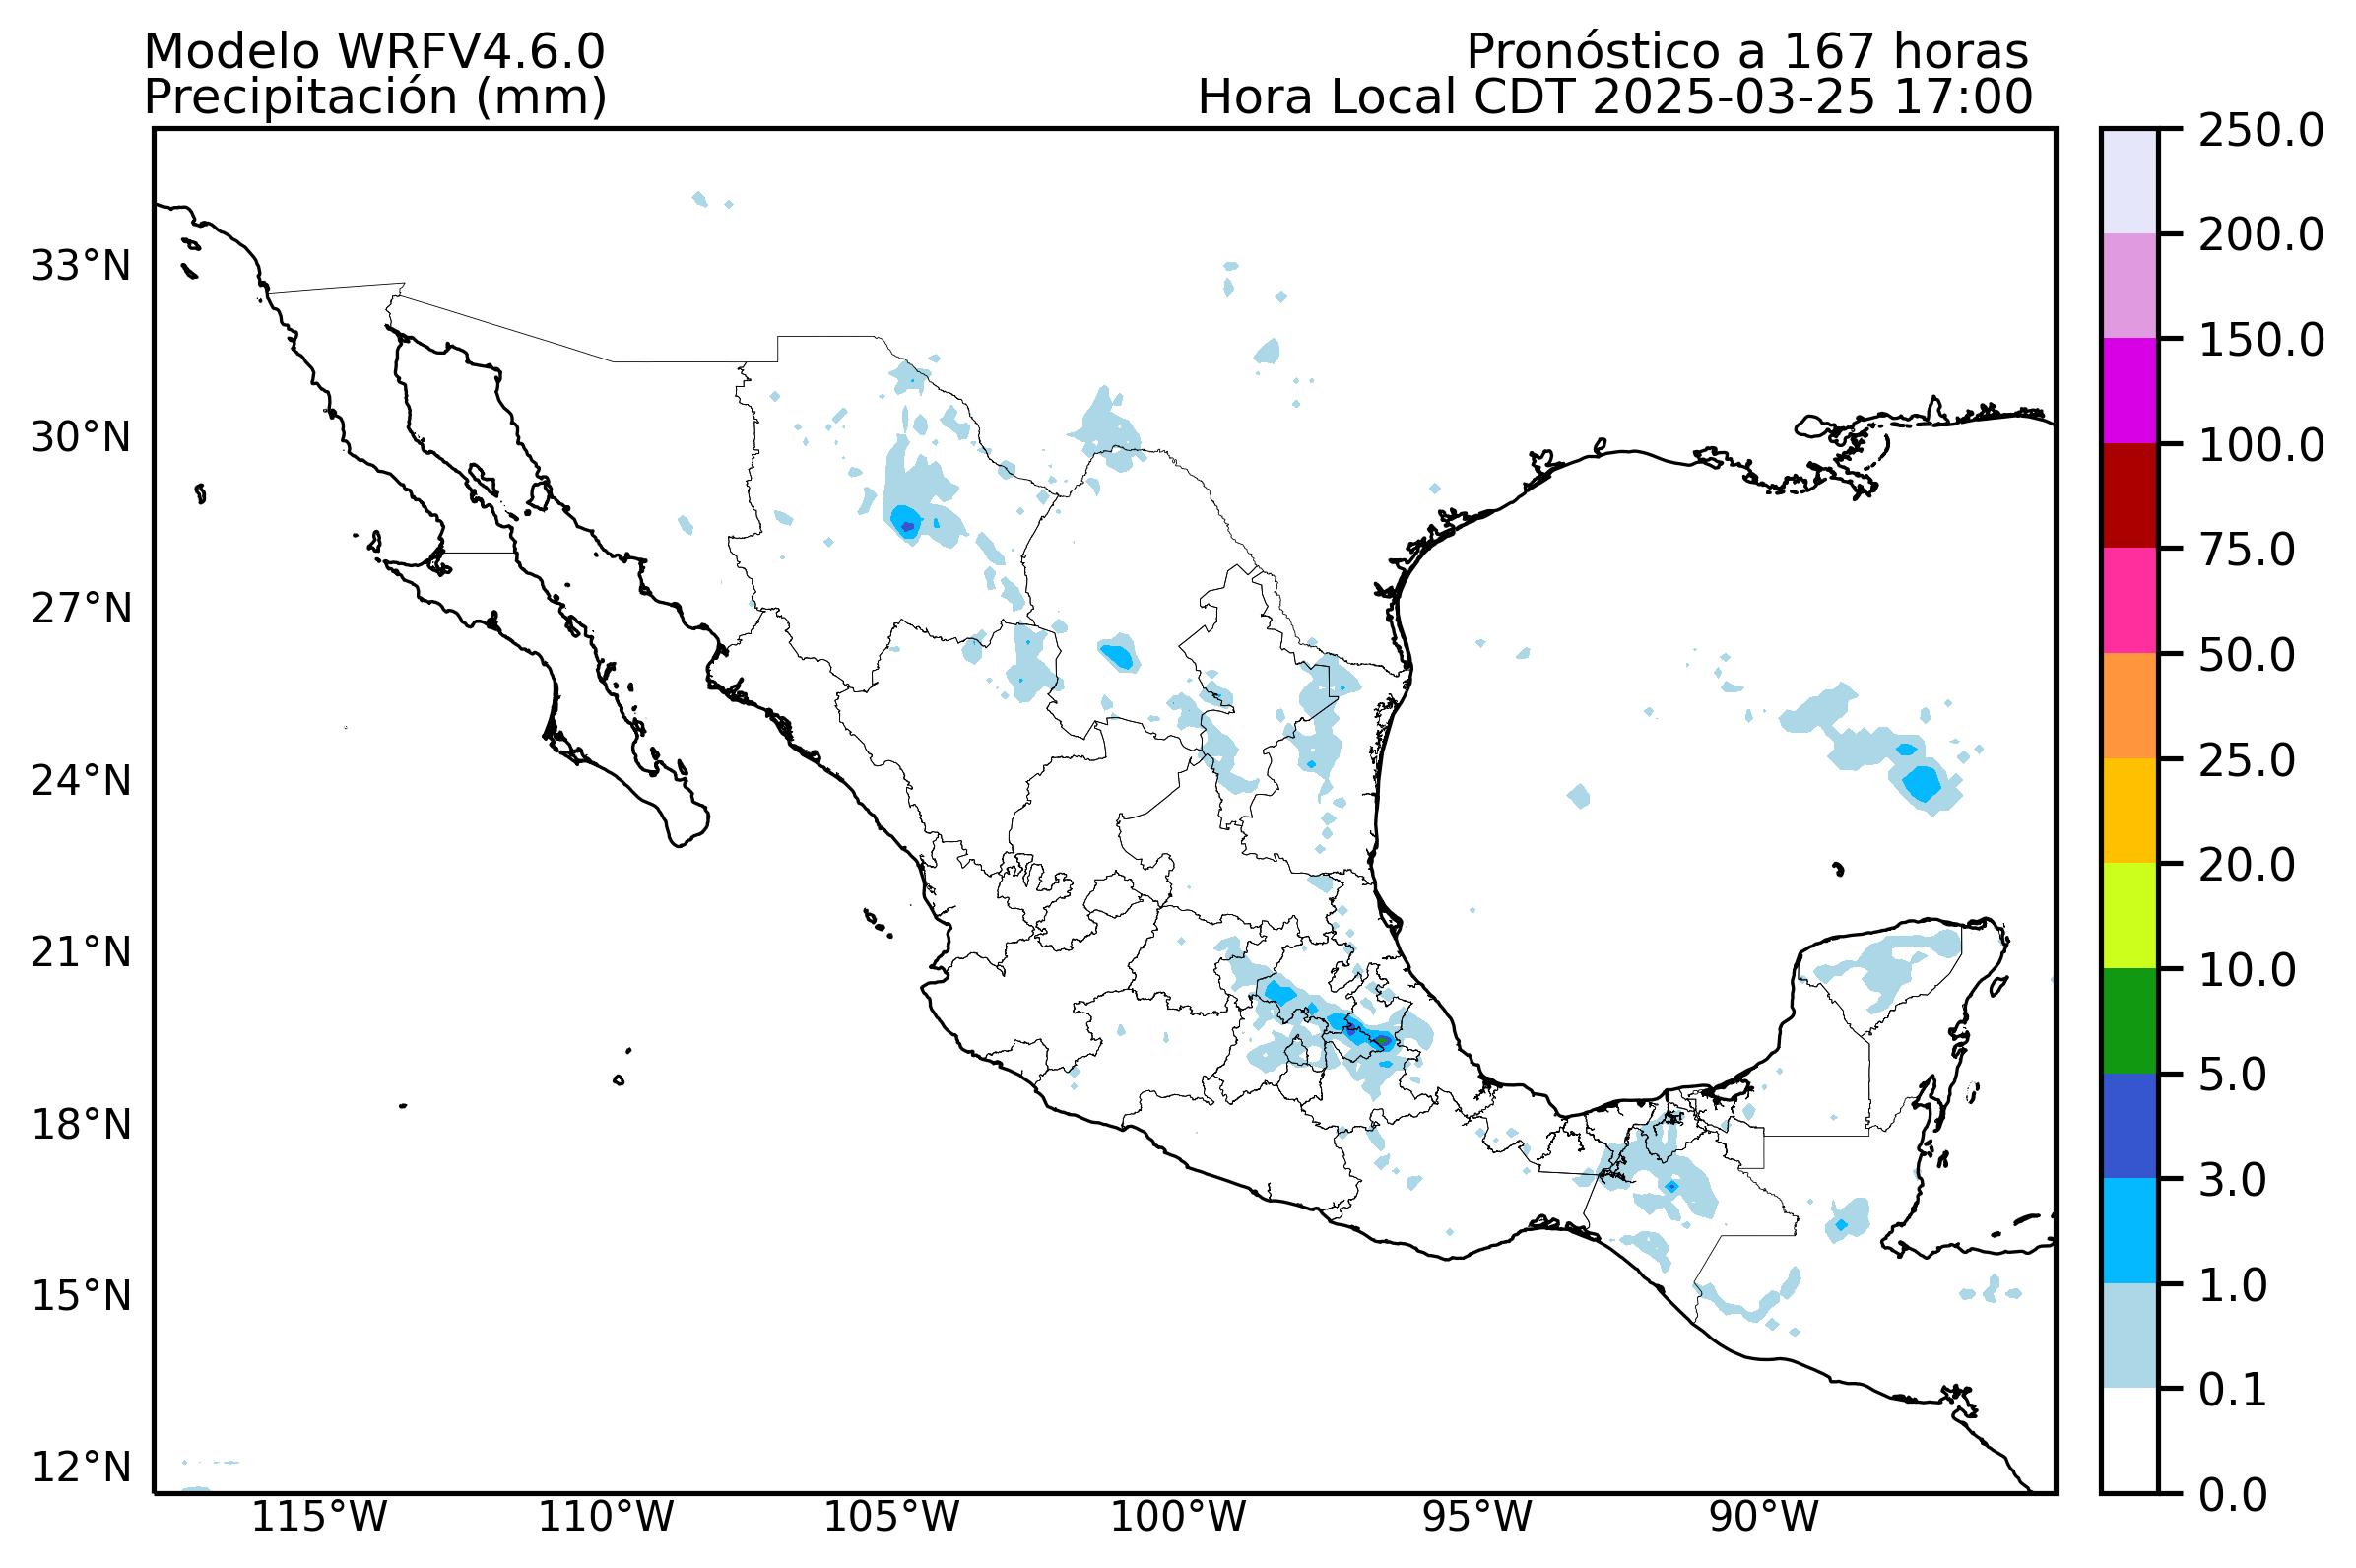 Modelo WRFV4.6.0
Pronóstico a 167 horas
Precipitación (mm)
Hora Local CDT 2025-03-25 17:00
33°N
30°N
27°N
24°N
21°N
18°N
15°N
12°N
115°W
110°W
105°W
100°W
95°W
90°W
250.0
200.0
150.0
100.0
75.0
50.0
25.0
20.0
10.0
5.0
3.0
1.0
0.1
0.0